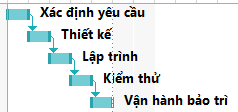 Xác định yêu cầu
Thiết kế
Lập trình
Kiểm thử
Vận hành bảo trì